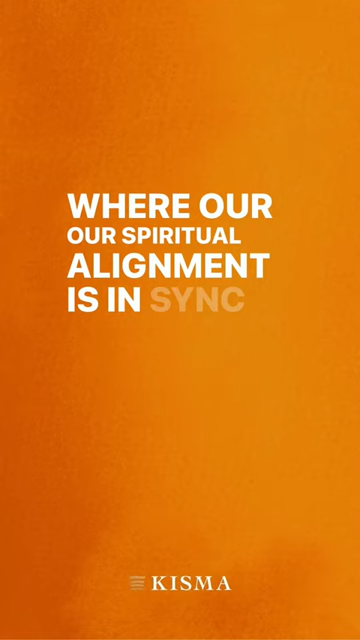 WHERE OUR
OUR SPIRITUAL
ALIGNMENT
IS IN SYNC
KISMA